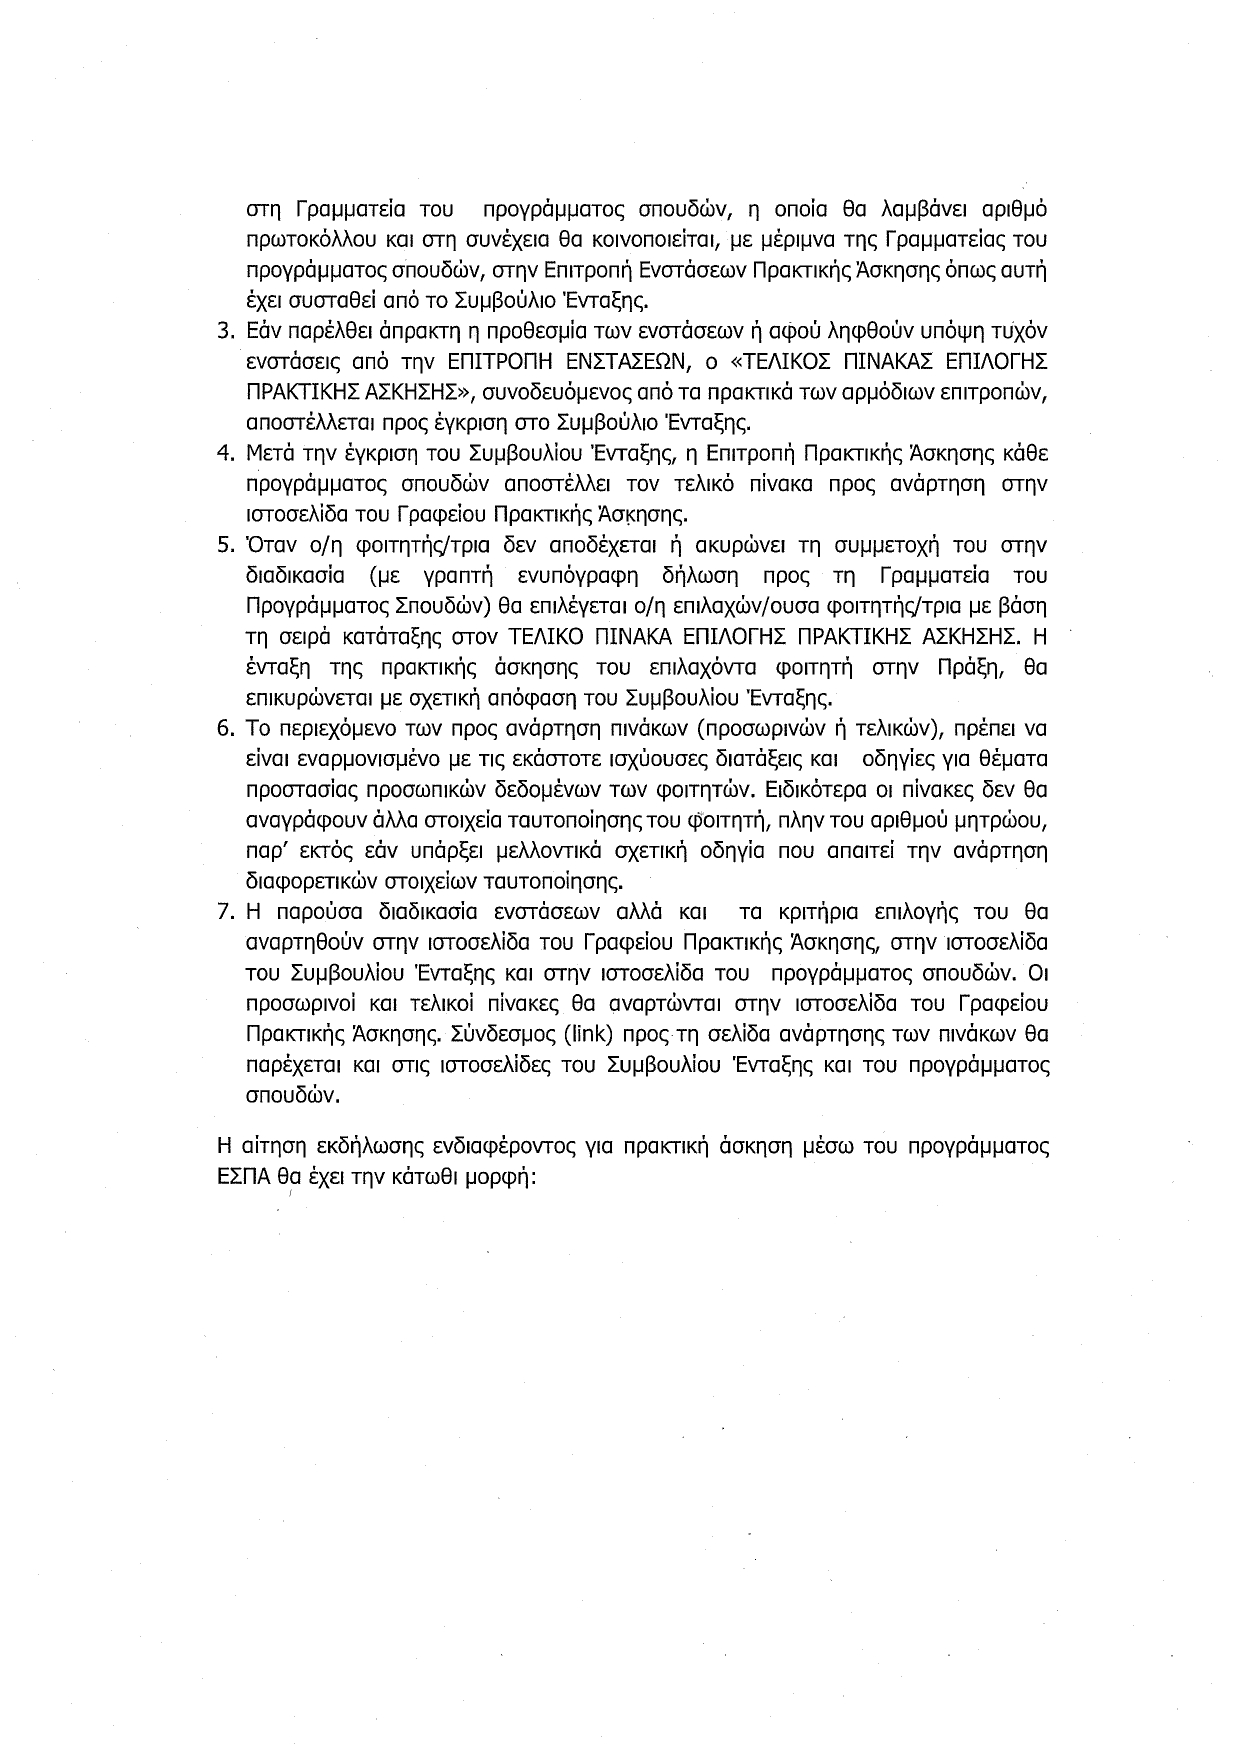 στη Γραμματεία του προγράμματος σπουδών, η οποία θα λαμβάνει αριθμό
πρωτοκόλλου και στη συνέχεια θα κοινοποιείται, με μέριμνα της Γραμματείας του
προγράμματος σπουδών, στην Επιτροπή Ενστάσεων Πρακτικής Άσκησης όπως αυτή
έχει συσταθεί από το Συμβούλιο Ένταξης.
3. Εάν παρέλθει άπρακτη η προθεσμία των ενστάσεων ή αφού ληφθούν υπόψη τυχόν
ενστάσεις από την ΕΠΙΤΡΟΠΗ ΕΝΣΤΑΣΕΩΝ, ο «ΤΕΛΙΚΟΣ ΠΙΝΑΚΑΣ ΕΠΙΛΟΓΗΣ
ΠΡΑΚΤΙΚΗΣ ΑΣΚΗΣΗΣ», συνοδευόμενος από τα πρακτικά των αρμόδιων επιτροπών,
αποστέλλεται προς έγκριση στο Συμβούλιο Ένταξης.
4. Μετά την έγκριση του Συμβουλίου Ένταξης, η Επιτροπή Πρακτικής Άσκησης κάθε
προγράμματος σπουδών αποστέλλει τον τελικό πίνακα προς ανάρτηση στην
ιστοσελίδα του Γραφείου Πρακτικής Άσκησης.
5. Όταν ο/η φοιτητής/τρια δεν αποδέχεται ή ακυρώνει τη συμμετοχή του στην
διαδικασία (με γραπτή ενυπόγραφη δήλωση προς τη Γραμματεία του
Προγράμματος Σπουδών) θα επιλέγεται ο/η επιλαχών/ουσα φοιτητής/τρια με βάση
τη σειρά κατάταξης στον ΤΕΛΙΚΟ ΠΙΝΑΚΑ ΕΠΙΛΟΓΗΣ ΠΡΑΚΤΙΚΗΣ ΑΣΚΗΣΗΣ. Η
ένταξη της πρακτικής άσκησης του επιλαχόντα φοιτητή στην Πράξη, θα
επικυρώνεται με σχετική απόφαση του Συμβουλίου Ένταξης.
6. Το περιεχόμενο των προς ανάρτηση πινάκων (προσωρινών ή τελικών), πρέπει να
είναι εναρμονισμένο με τις εκάστοτε ισχύουσες διατάξεις και οδηγίες για θέματα
προστασίας προσωπικών δεδομένων των φοιτητών. Ειδικότερα οι πίνακες δεν θα
αναγράφουν άλλα στοιχεία ταυτοποίησης του φοιτητή, πλην του αριθμού μητρώου,
παρ’ εκτός εάν υπάρξει μελλοντικά σχετική οδηγία που απαιτεί την ανάρτηση
διαφορετικών στοιχείων ταυτοποίησης.
7. Η παρούσα διαδικασία ενστάσεων αλλά και τα κριτήρια επιλογής του θα
αναρτηθούν στην ιστοσελίδα του Γραφείου Πρακτικής Άσκησης, στην ιστοσελίδα
του Συμβουλίου Ένταξης και στην ιστοσελίδα του προγράμματος σπουδών. Οι
προσωρινοί και τελικοί πίνακες θα αναρτώνται στην ιστοσελίδα του Γραφείου
Πρακτικής Άσκησης. Σύνδεσμος (link) προς τη σελίδα ανάρτησης των πινάκων θα
παρέχεται και στις ιστοσελίδες του Συμβουλίου Ένταξης και του προγράμματος
σπουδών.
Η αίτηση εκδήλωσης ενδιαφέροντος για πρακτική άσκηση μέσω του προγράμματος
ΕΣΠΑ θα έχει την κάτωθι μορφή: